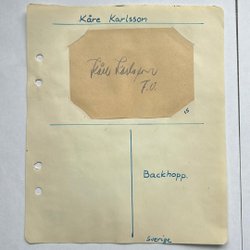 Kåre Karlsson
Kåre Karlsson
F.O.
15
Backhopp.
Sverige